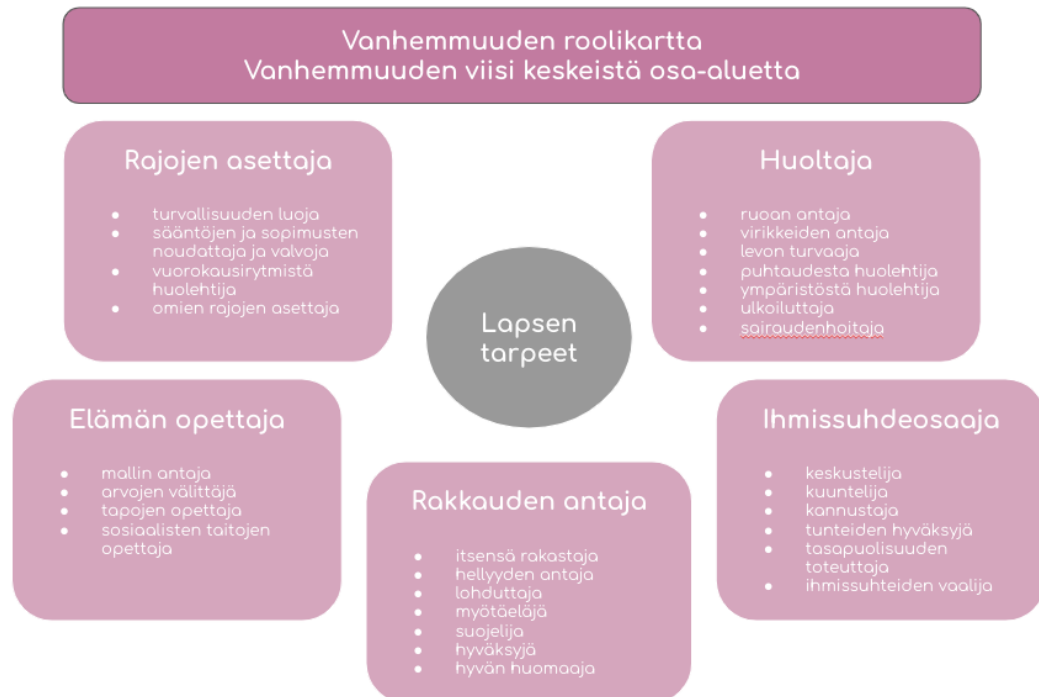 Vanhemmuuden roolikartta
Vanhemmuuden viisi keskeistä osa-aluetta
Rajojen asettaja
● turvallisuuden luoja
● sääntöjen ja sopimusten
noudattaja ja valvoja
● vuorokausirytmistä
huolehtija
● omien rajojen asettaja
Huoltaja
● ruoan antaja
● virikkeiden antaja
● levon turvaaja
● puhtaudesta huolehtija
● ympäristöstä huolehtija
● ulkoiluttaja
● sairaudenhoitaja
Lapsen
tarpeet
Elämän opettaja
● mallin antaja
● arvojen välittäjä
● tapojen opettaja
● sosiaalisten taitojen
opettaja
Rakkauden antaja
● itsensä rakastaja
● hellyyden antaja
● lohduttaja
● myötäeläjä
● suojelija
● hyväksyjä
● hyvän huomaaja
Ihmissuhdeosaaja
● keskustelija
● kuuntelija
● kannustaja
● tunteiden hyväksyjä
● tasapuolisuuden
toteuttaja
● ihmissuhteiden vaalija